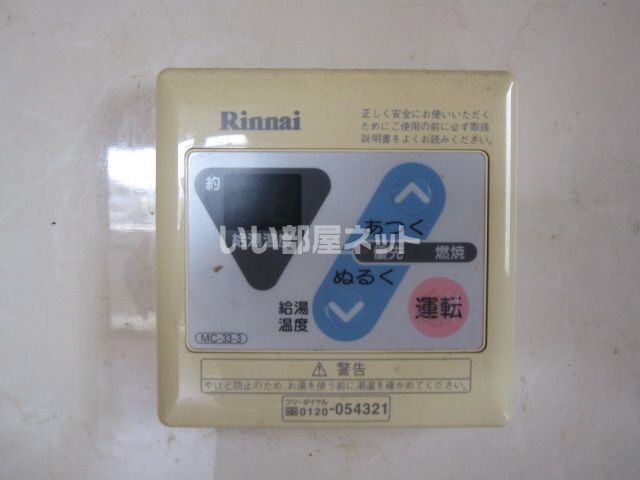 Rinnai
正しく安全にお使いいただく
ためにご使用の前に必ず取扱
説明書をよくお読みください。
約
あつく
給湯温度
いい部屋ネット
優先 燃焼
ぬるく
給湯
温度
運転
MC-33-3
⚠ 警告
やけど防止のため、お湯を使う前に湯温を確かめてください。
フリーダイヤル
0120-054321